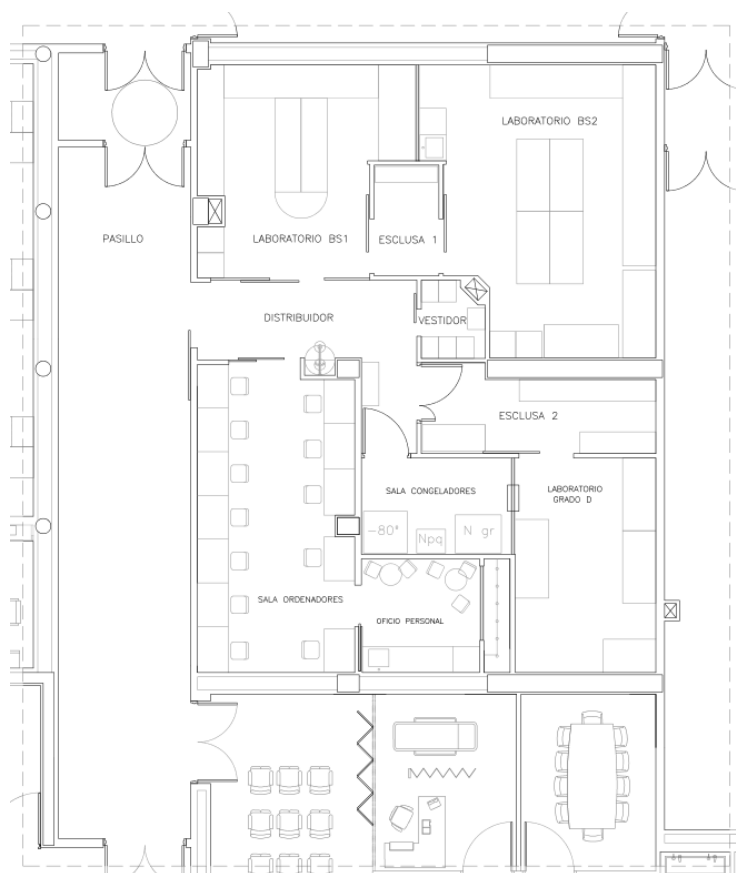 LABORATORIO BS2
PASILLO
LABORATORIO BS1
ESCLUSA 1
DISTRIBUIDOR
VESTIDOR
ESCLUSA 2
SALA CONGELADORES
LABORATORIO
GRADO D
-80°
Npq
N gr
SALA ORDENADORES
OFICIO PERSONAL